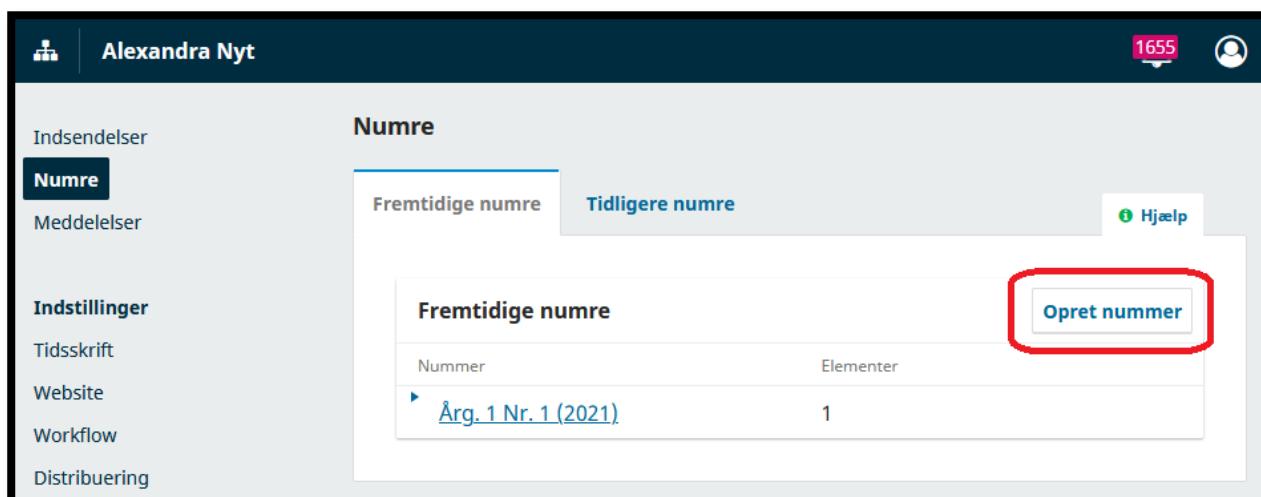 Alexandra Nyt
1655
Indsendelser
Numre
Meddelelser
Indstillinger
Tidsskrift
Website
Workflow
Distribuering
Numre
Fremtidige numre
Tidligere numre
Hjælp
Fremtidige numre
Opret nummer
Nummer
Elementer
Årg. 1 Nr. 1 (2021)
1